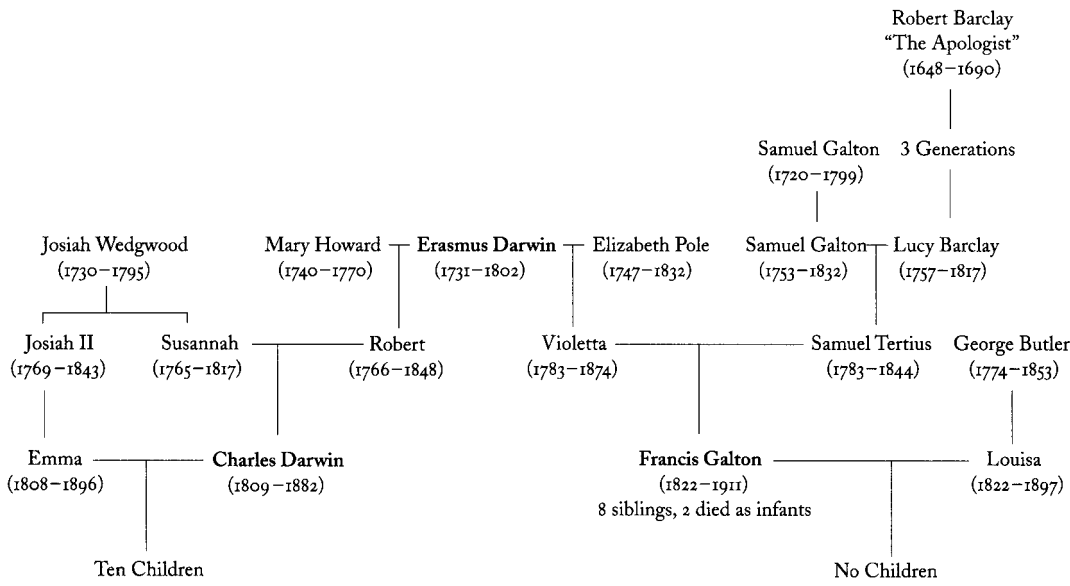 Robert Barclay
“The Apologist”
(1648–1690)
Samuel Galton 3 Generations
(1720–1799)
Josiah Wedgwood Mary Howard Erasmus Darwin Elizabeth Pole Samuel Galton Lucy Barclay
(1730–1795) (1740–1770) (1731–1802) (1747–1832) (1753–1832) (1757–1817)
Josiah II Susannah Robert Violetta Samuel Tertius George Butler
(1769–1843) (1765–1817) (1766–1848) (1783–1874) (1783–1844) (1774–1853)
Emma Charles Darwin Francis Galton Louisa
(1808–1896) (1809–1882) (1822–1911) (1822–1897)
8 siblings, 2 died as infants
Ten Children No Children